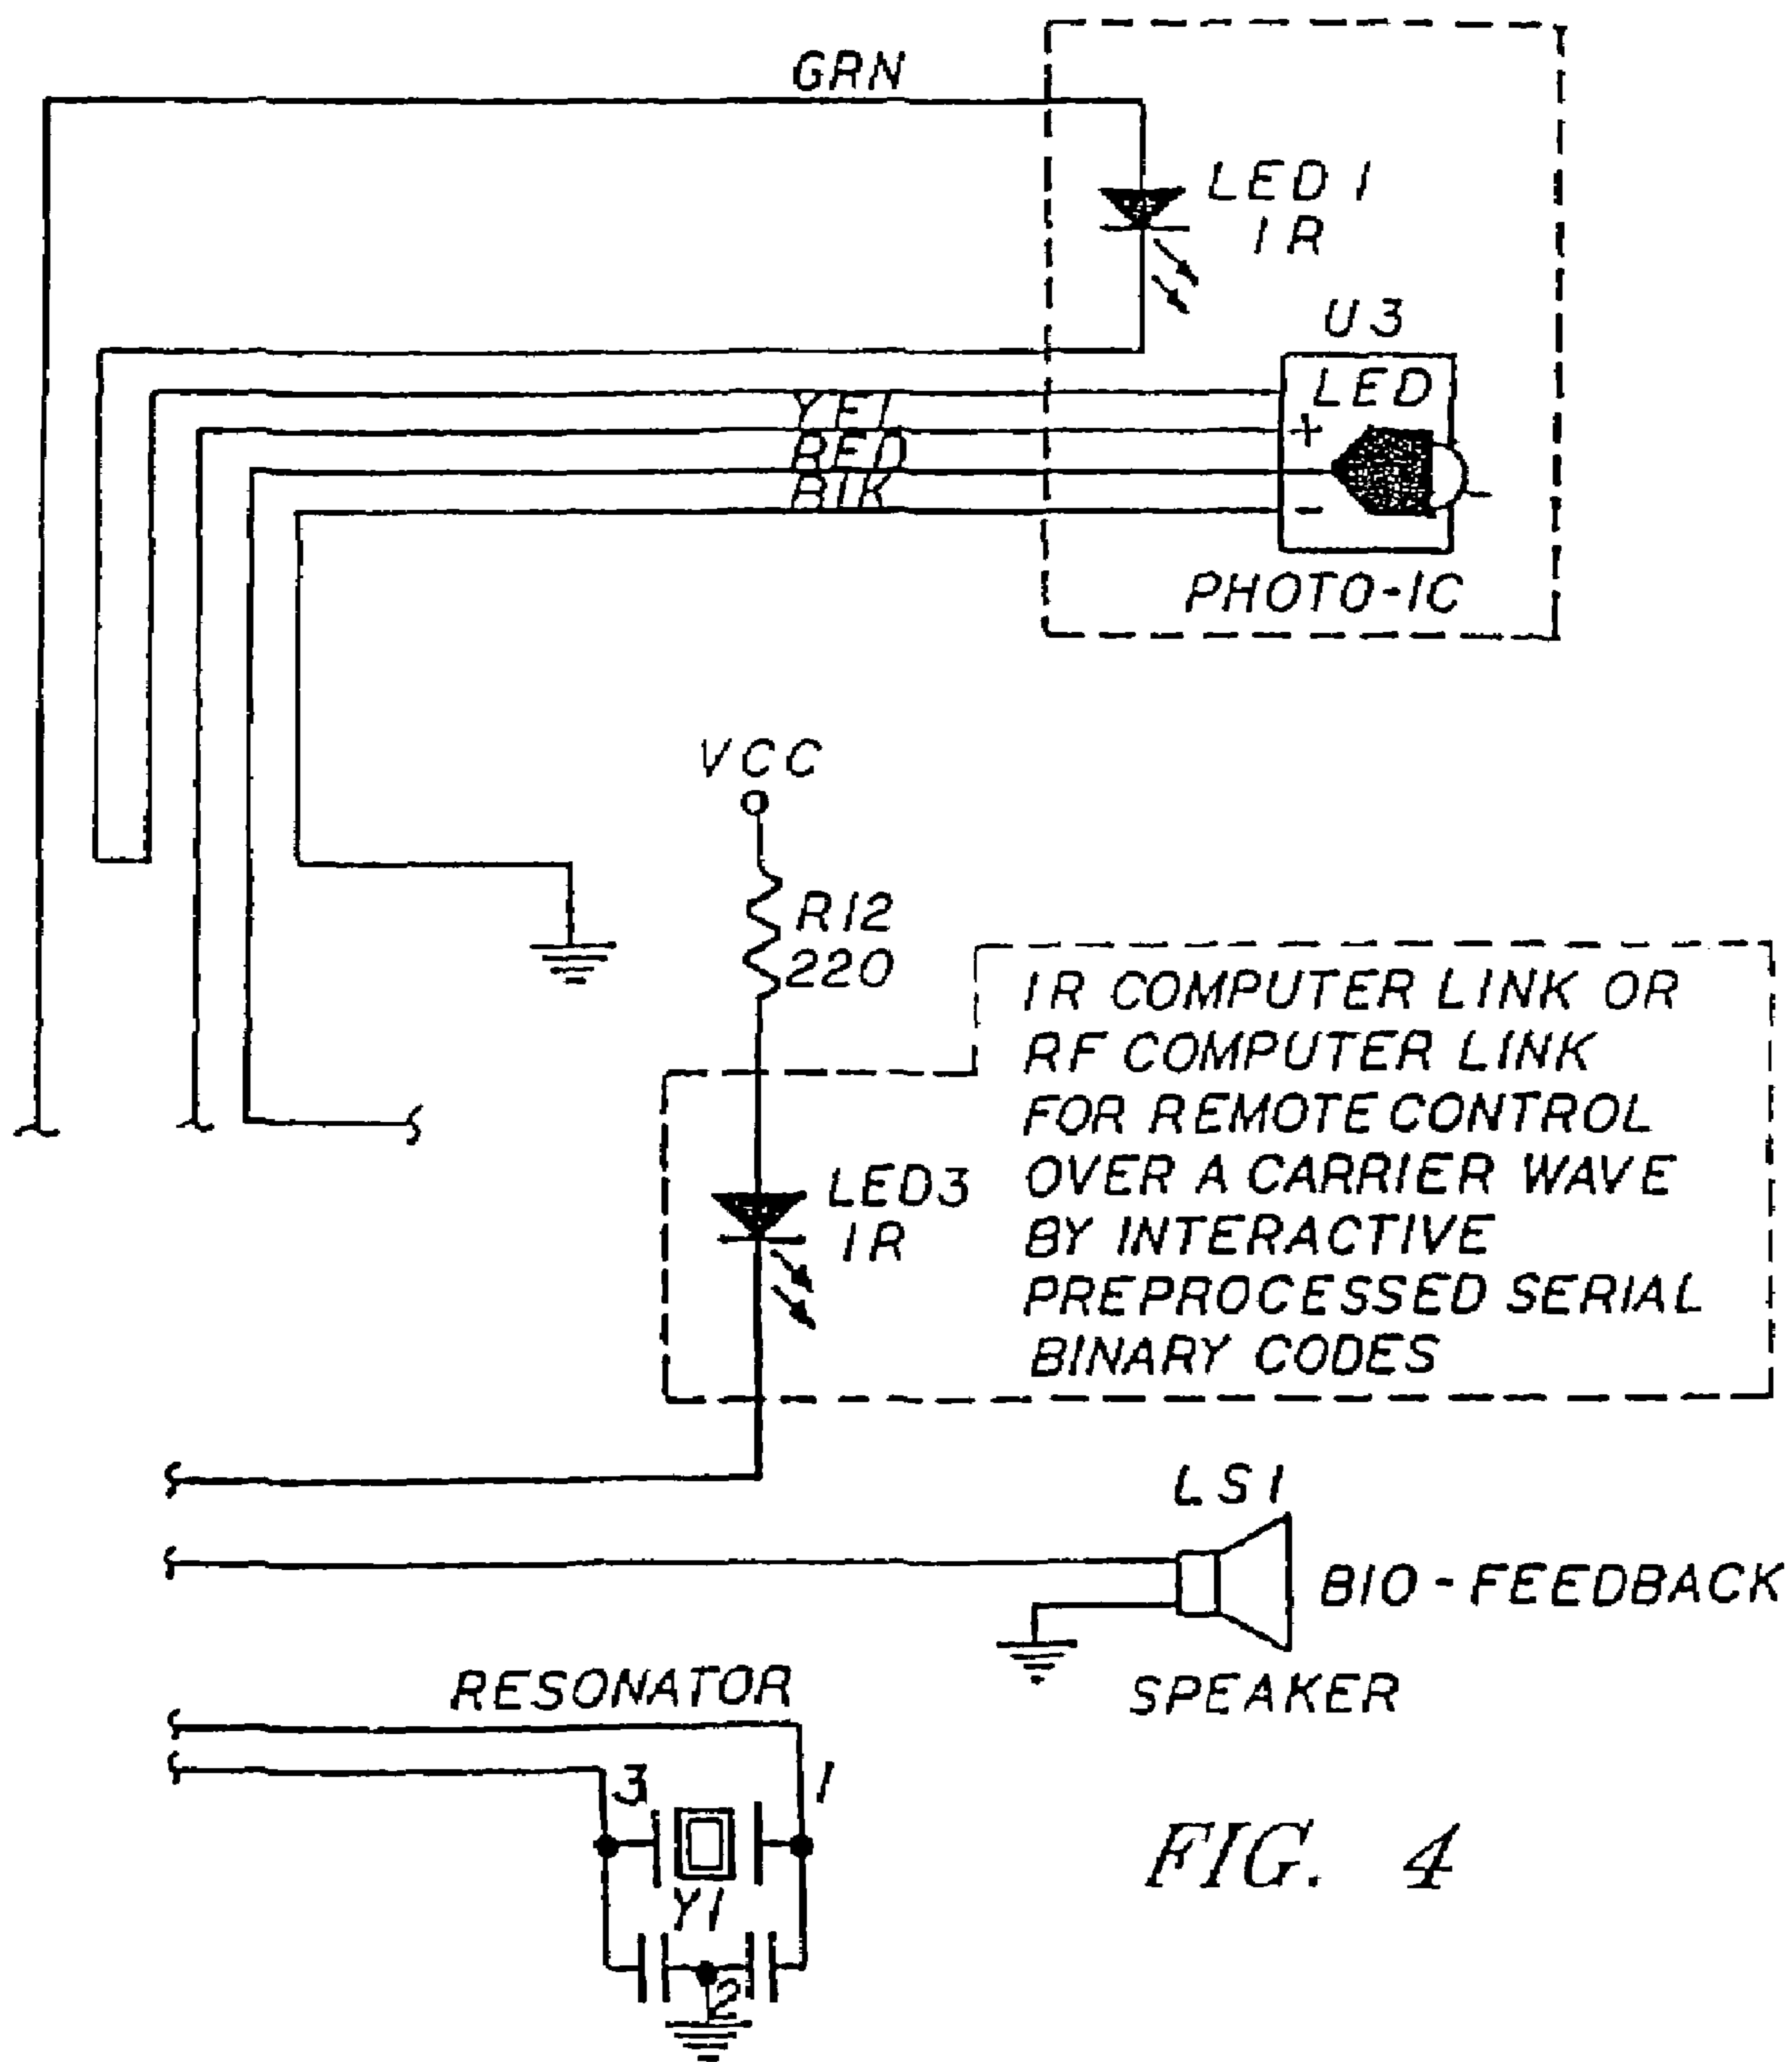 GRN
LED 1
IR
U3
LED
+
YEL
RED
BLK
-
PHOTO-IC
VCC
R12
220
IR COMPUTER LINK OR
RF COMPUTER LINK
FOR REMOTE CONTROL
OVER A CARRIER WAVE
BY INTERACTIVE
PREPROCESSED SERIAL
BINARY CODES
LED3
IR
LS1
BIO-FEEDBACK
SPEAKER
RESONATOR
3
1
Y1
2
FIG. 4